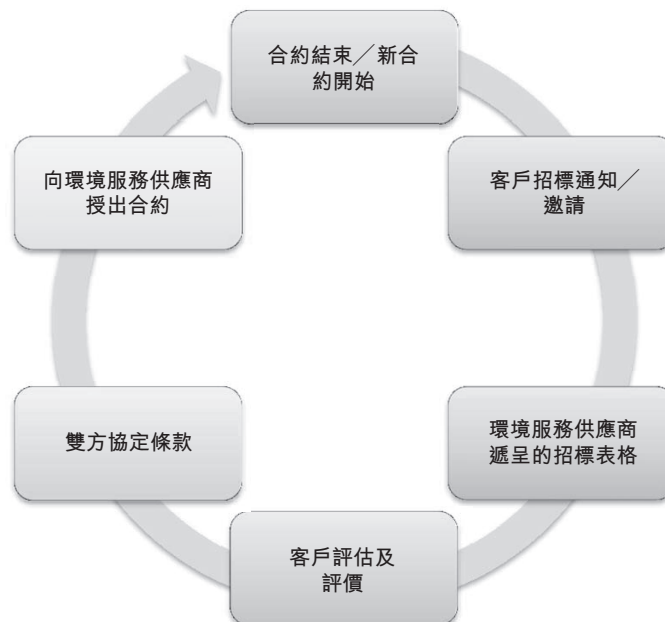 合約結束／新合
約開始
客戶招標通知／
邀請
環境服務供應商
遞呈的招標表格
客戶評估及
評價
雙方協定條款
向環境服務供應商
授出合約